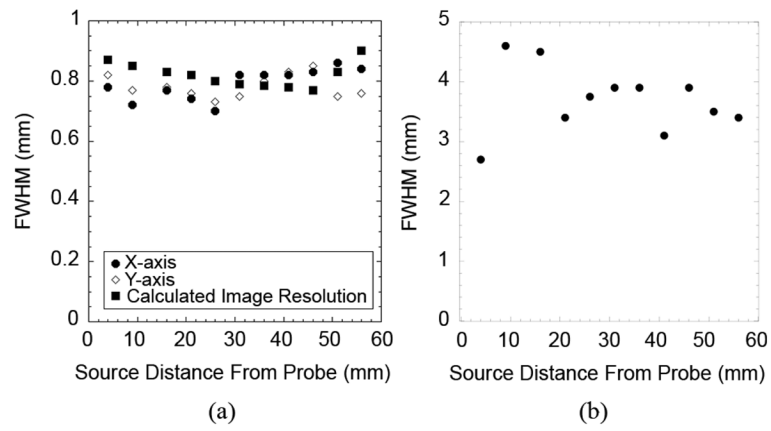 1
0.8
0.6
0.4
0.2
0
FWHM (mm)
X-axis
Y-axis
Calculated Image Resolution
0 10 20 30 40 50 60
Source Distance From Probe (mm)
(a)
5
4
3
2
1
0
FWHM (mm)
0 10 20 30 40 50 60
Source Distance From Probe (mm)
(b)